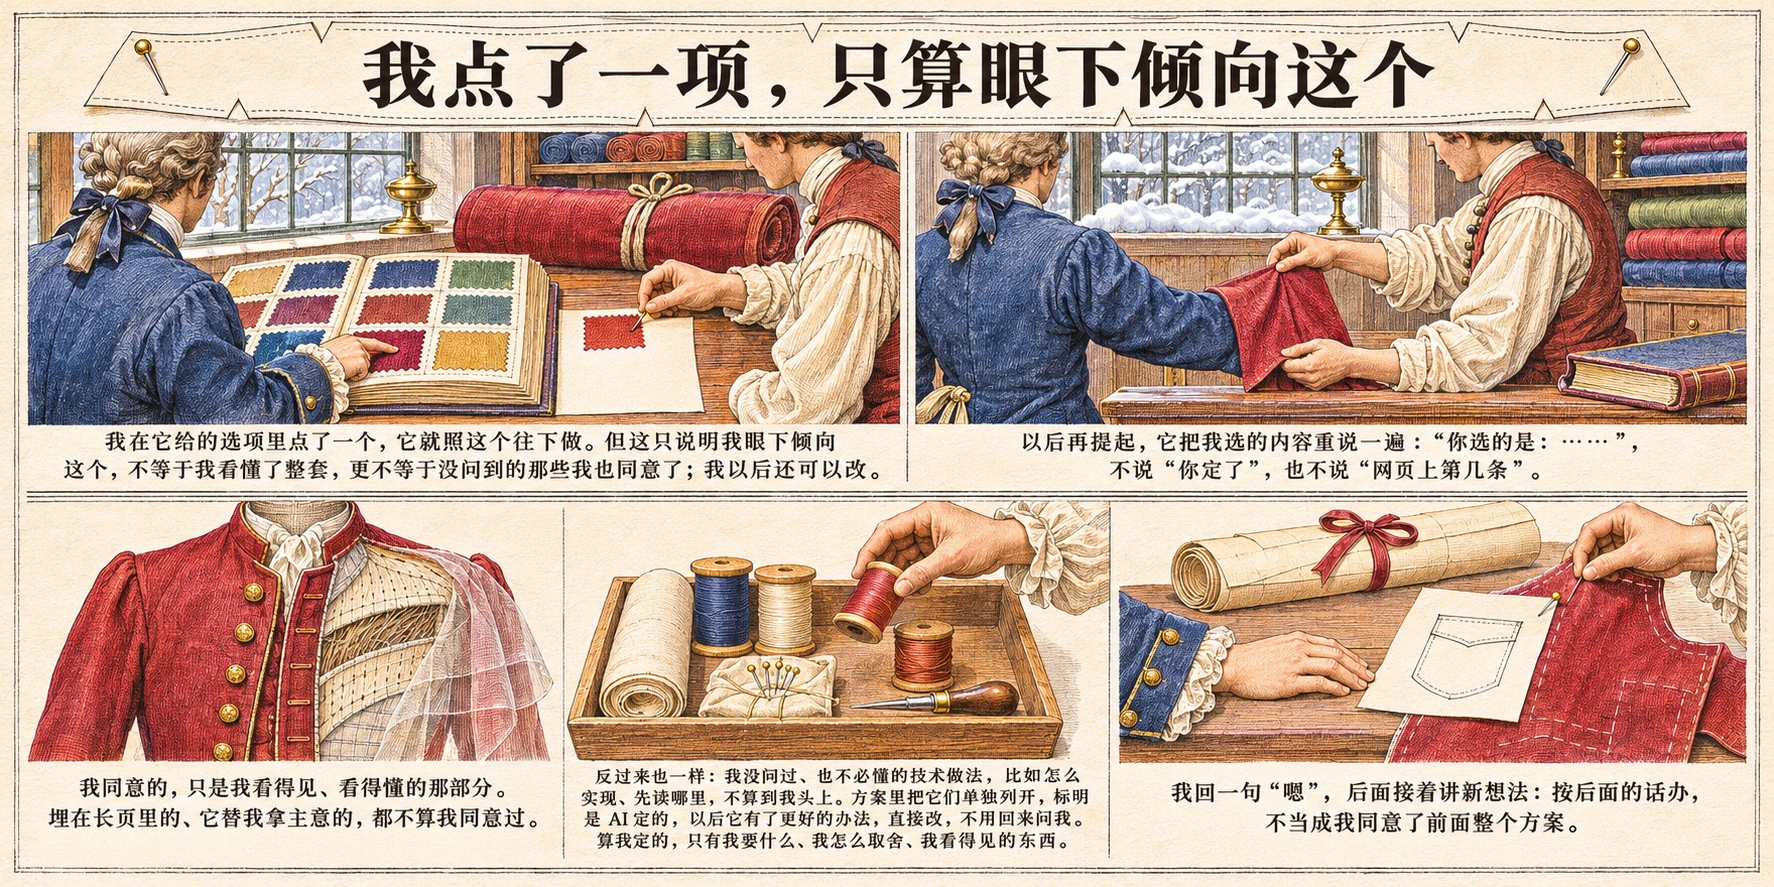 我点了一项，只算眼下倾向这个
我在它给的选项里点了一个，它就照这个往下做。但这只说明我眼下倾向
这个，不等于我看懂了整套，更不等于没问到的那些我也同意了；我以后还可以改。
以后再提起，它把我选的内容重说一遍：“你选的是：……”，
不说“你定了”，也不说“网页上第几条”。
我同意的，只是我看得见、看得懂的那部分。
埋在长页里的、它替我拿主意的，都不算我同意过。
反过来也一样：我没问过、也不必懂的技术做法，比如怎么
实现、先读哪里，不算到我头上。方案里把它们单独列开，标明
是 AI 定的，以后它有了更好的办法，直接改，不用回来问我。
算我定的，只有我要什么、我怎么取舍、我看得见的东西。
我回一句“嗯”，后面接着讲新想法：按后面的话办，
不当成我同意了前面整个方案。